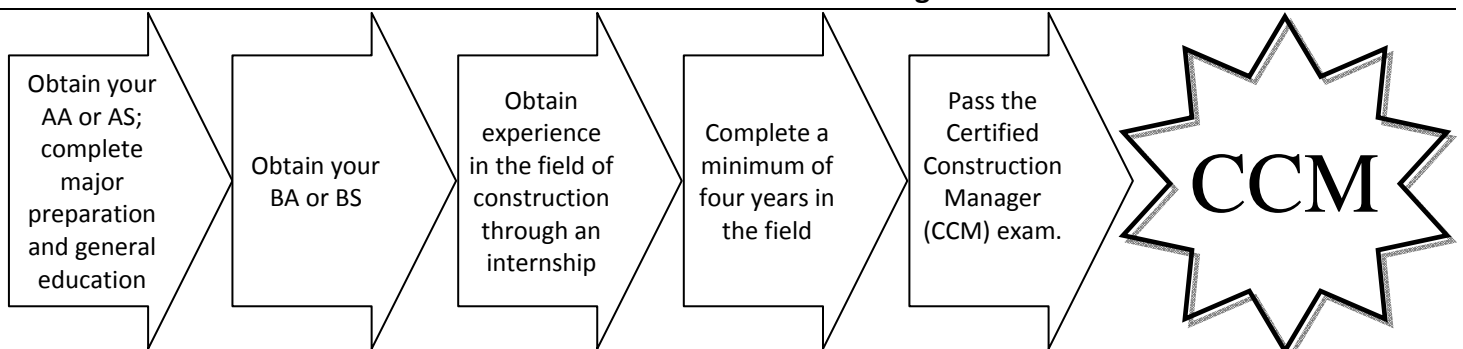 Obtain your
AA or AS;
complete
major
preparation
and general
education
Obtain your
BA or BS
Obtain
experience
in the field of
construction
through an
internship
Complete a
minimum of
four years in
the field
Pass the
Certified
Construction
Manager
(CCM) exam.
CCM